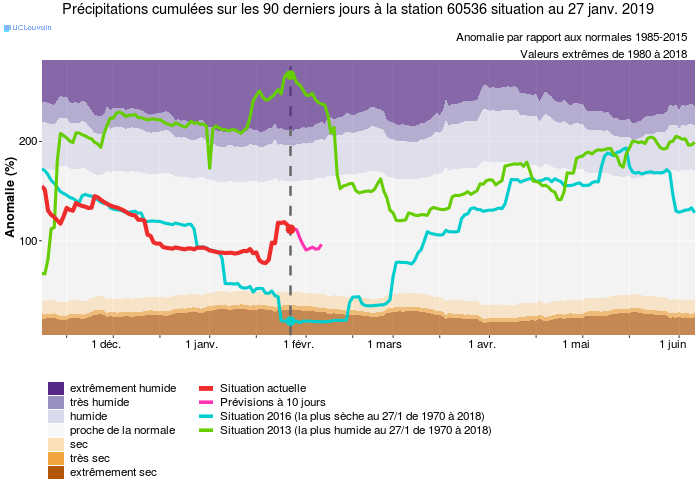 Précipitations cumulées sur les 90 derniers jours à la station 60536 situation au 27 janv. 2019
UCLouvain
Anomalie par rapport aux normales 1985-2015
Valeurs extrêmes de 1980 à 2018
Anomalie (%)
200
100
1 déc.
1 janv.
1 févr.
1 mars
1 avr.
1 mai
1 juin
extrêmement humide
très humide
humide
proche de la normale
sec
très sec
extrêmement sec
Situation actuelle
Prévisions à 10 jours
Situation 2016 (la plus sèche au 27/1 de 1970 à 2018)
Situation 2013 (la plus humide au 27/1 de 1970 à 2018)